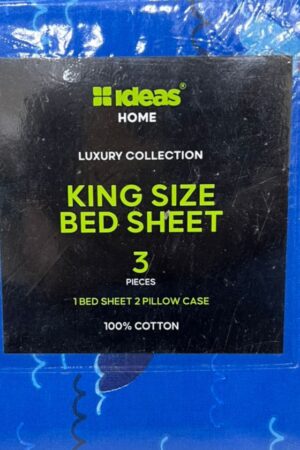 ideas®
HOME
LUXURY COLLECTION
KING SIZE
BED SHEET
3
PIECES
1 BED SHEET 2 PILLOW CASE
100% COTTON